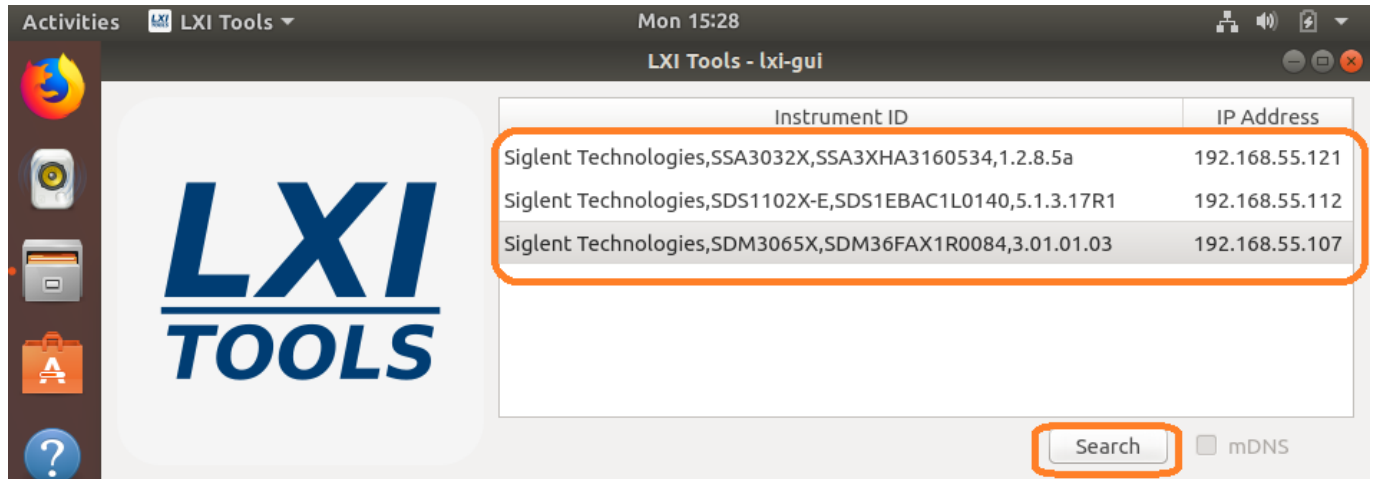 Activities LXI Tools Mon 15:28
LXI Tools - lxi-gui
Instrument ID IP Address
Siglent Technologies,SSA3032X,SSA3XHA3160534,1.2.8.5a 192.168.55.121
Siglent Technologies,SDS1102X-E,SDS1EBAC1L0140,5.1.3.17R1 192.168.55.112
Siglent Technologies,SDM3065X,SDM36FAX1R0084,3.01.01.03 192.168.55.107
LXI
TOOLS
Search mDNS